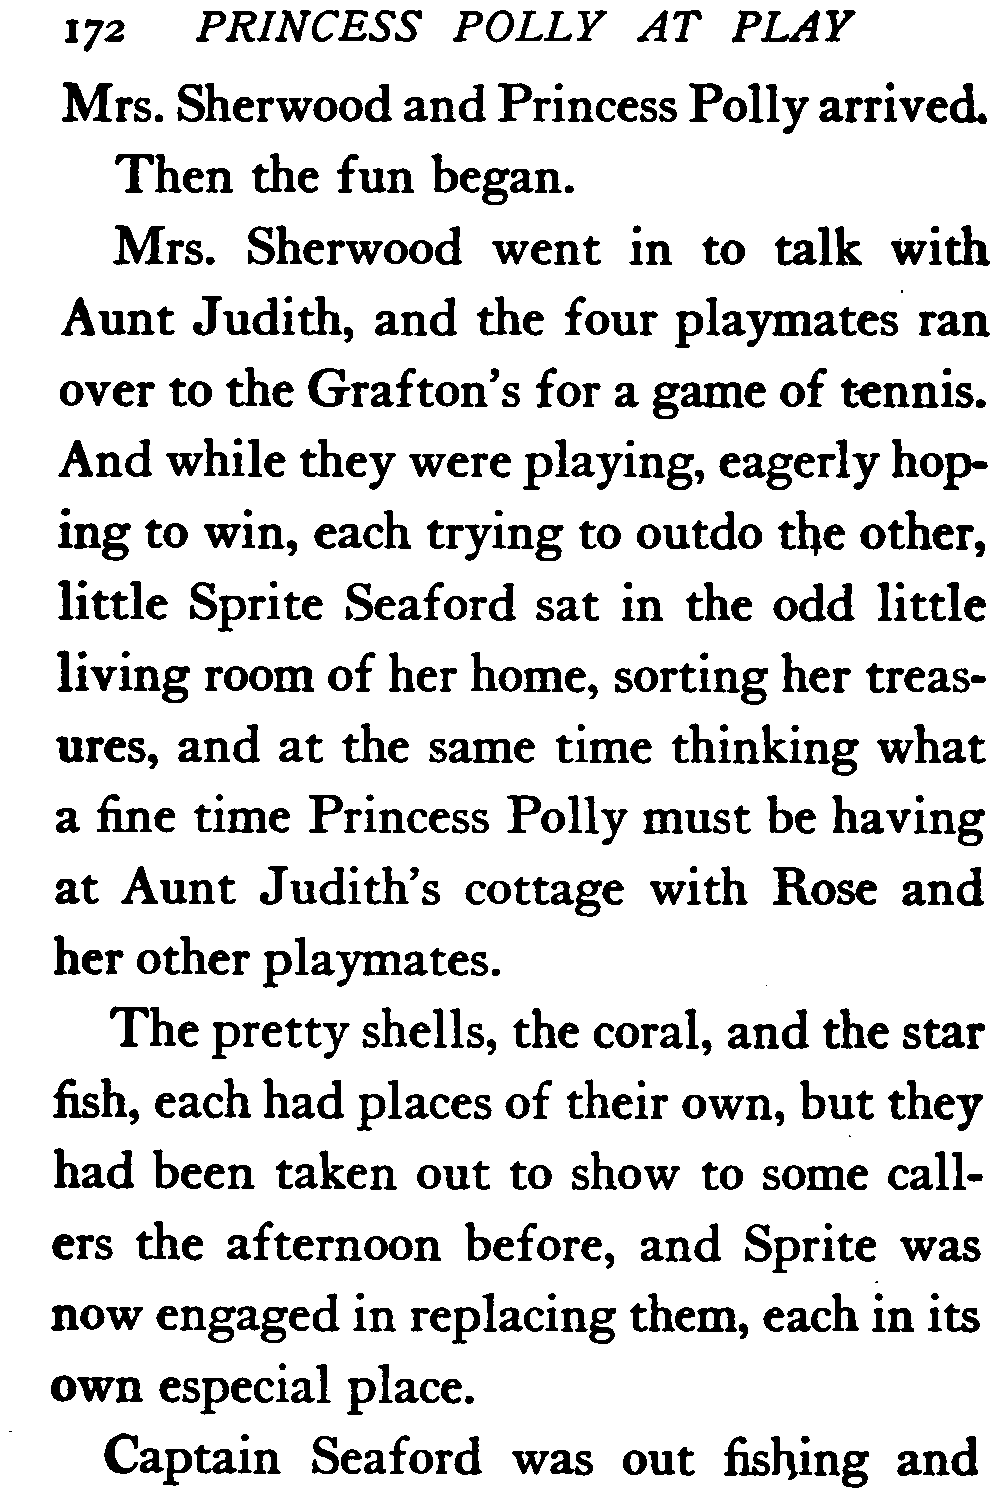 172 PRINCESS POLLY AT PLAY
Mrs. Sherwood and Princess Polly arrived.
Then the fun began.
Mrs. Sherwood went in to talk with
Aunt Judith, and the four playmates ran
over to the Grafton's for a game of tennis.
And while they were playing, eagerly hop-
ing to win, each trying to outdo the other,
little Sprite Seaford sat in the odd little
living room of her home, sorting her treas-
ures, and at the same time thinking what
a fine time Princess Polly must be having
at Aunt Judith's cottage with Rose and
her other playmates.
The pretty shells, the coral, and the star
fish, each had places of their own, but they
had been taken out to show to some call-
ers the afternoon before, and Sprite was
now engaged in replacing them, each in its
own especial place.
Captain Seaford was out fishing and